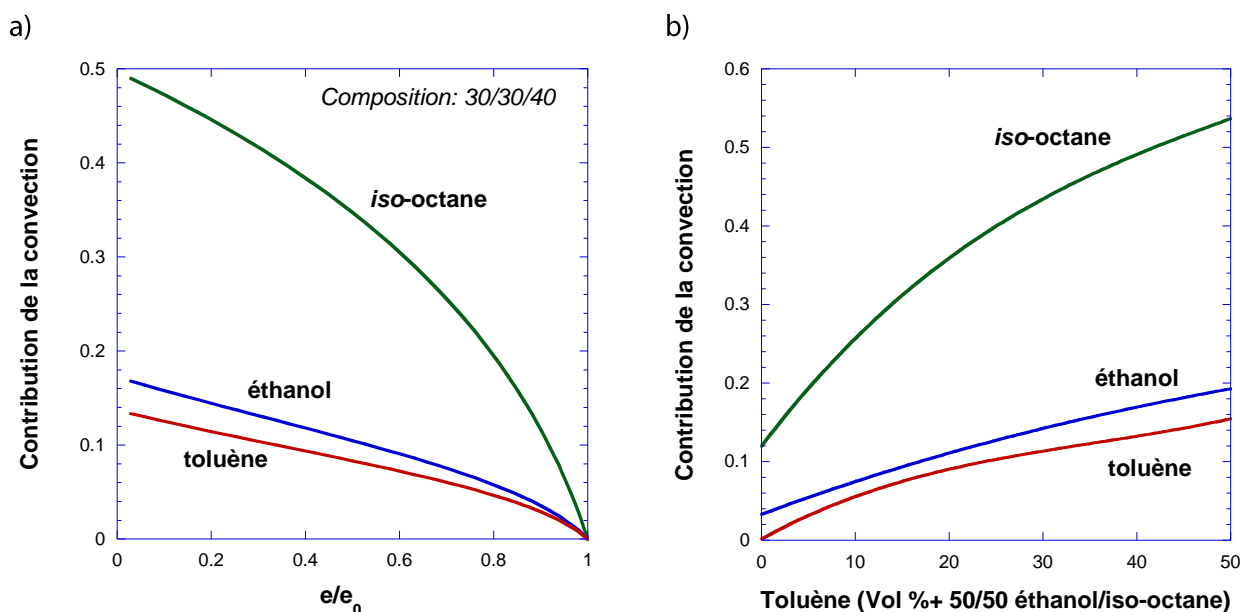 a)
Contribution de la convection
0.5
0.4
0.3
0.2
0.1
0
Composition: 30/30/40
iso-octane
éthanol
toluène
0 0.2 0.4 0.6 0.8 1
e/e0
b)
Contribution de la convection
0.6
0.5
0.4
0.3
0.2
0.1
0
iso-octane
éthanol
toluène
0 10 20 30 40 50
Toluène (Vol %+ 50/50 éthanol/iso-octane)